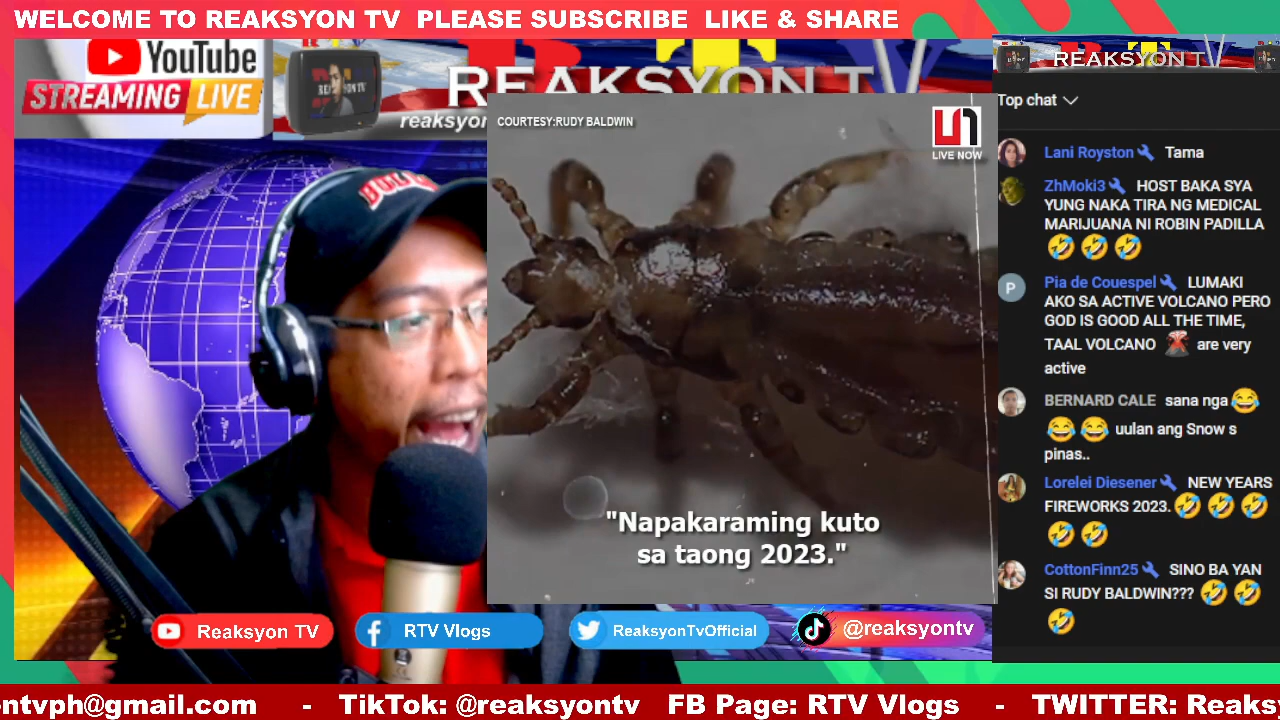 WELCOME TO REAKSYON TV  PLEASE SUBSCRIBE  LIKE & SHARE
YouTube
STREAMING LIVE
REAKSYON TV
reaksyon
COURTESY:RUDY BALDWIN
LIVE NOW
"Napakaraming kuto
sa taong 2023."
Reaksyon TV
RTV Vlogs
ReaksyonTvOfficial
@reaksyontv
REAKSYON TV
Top chat
Lani Royston Tama
ZhMoki3 HOST BAKA SYA
YUNG NAKA TIRA NG MEDICAL
MARIJUANA NI ROBIN PADILLA
🤣 🤣 🤣
P
Pia de Couespel LUMAKI
AKO SA ACTIVE VOLCANO PERO
GOD IS GOOD ALL THE TIME,
TAAL VOLCANO 🌋 are very
active
BERNARD CALE sana nga 😂
😂 😂 uulan ang Snow s
pinas..
Lorelei Diesener NEW YEARS
FIREWORKS 2023. 🤣 🤣 🤣
🤣 🤣
CottonFinn25 SINO BA YAN
SI RUDY BALDWIN??? 🤣 🤣
🤣
ntvph@gmail.com - TikTok: @reaksyontv FB Page: RTV Vlogs - TWITTER: Reaks